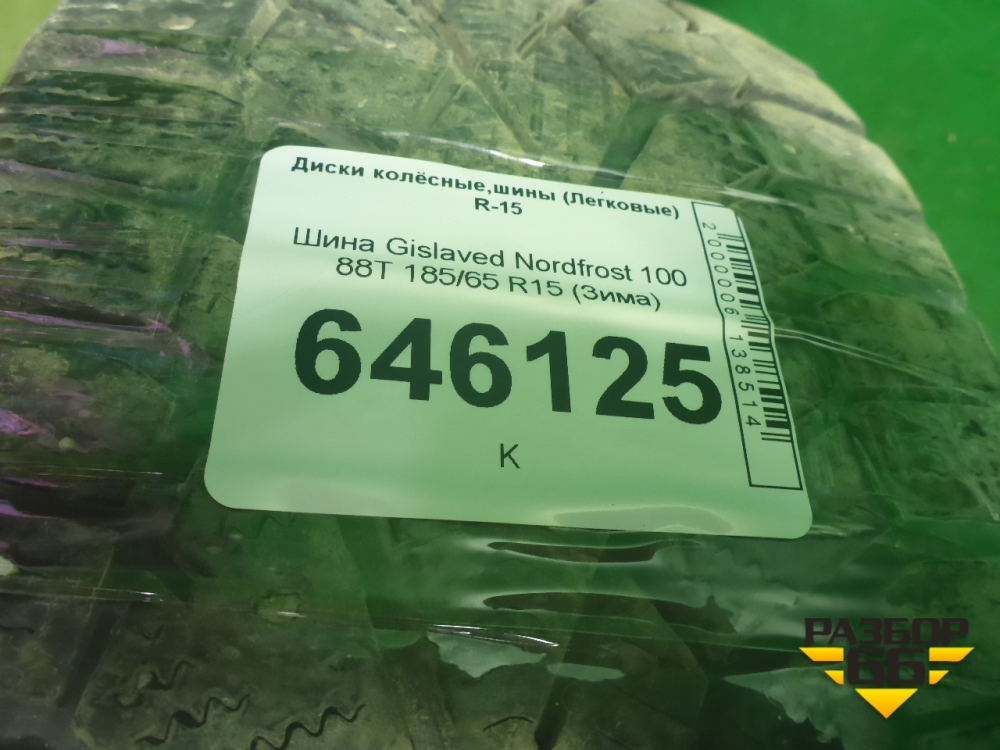 Диски колёсные,шины (Легковые)
R-15
Шина Gislaved Nordfrost 100
88T 185/65 R15 (Зима)
646125
K
2000006138514
РАЗБОР
66